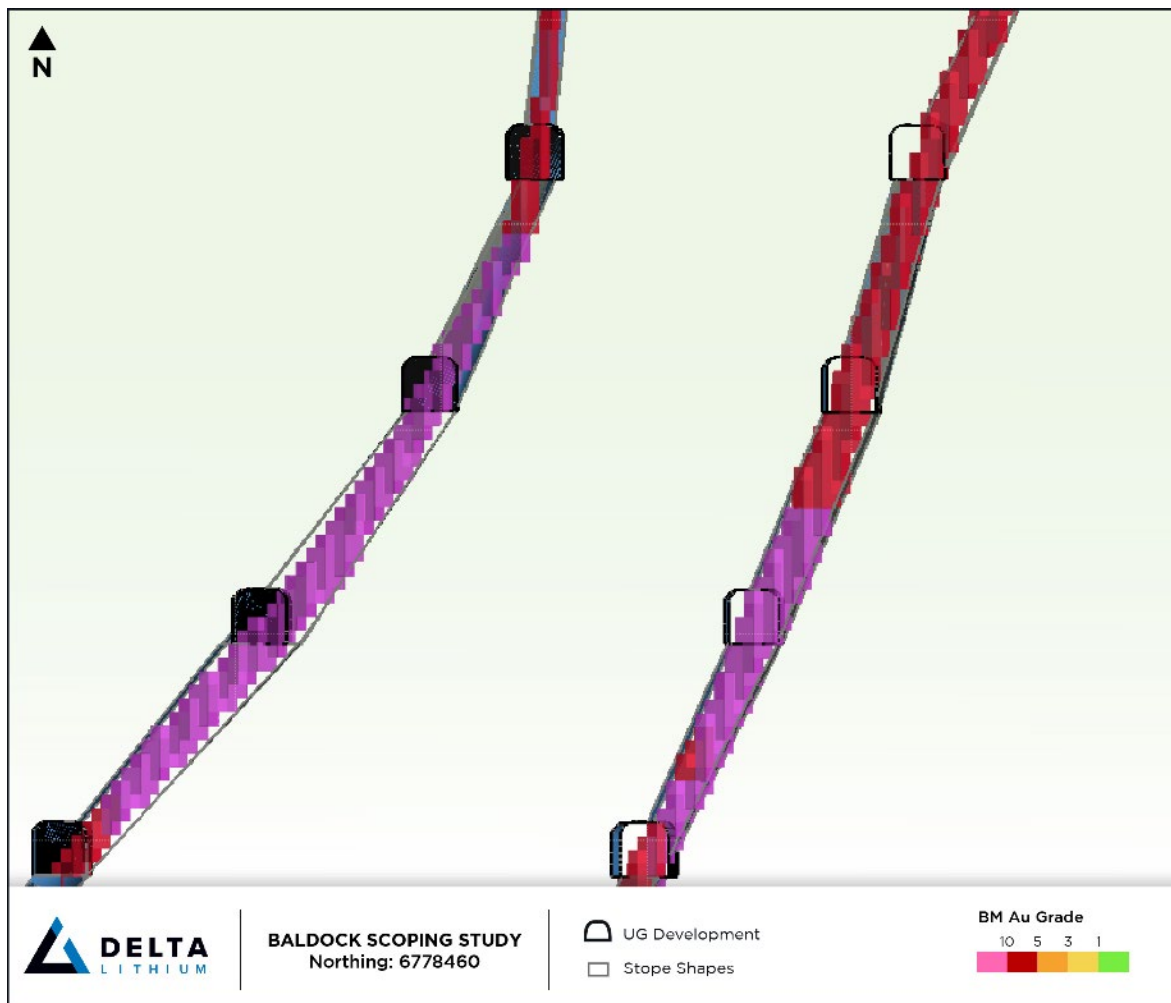 N
DELTA
LITHIUM
BALDOCK SCOPING STUDY
Northing: 6778460
UG Development
Stope Shapes
BM Au Grade
10 5 3 1